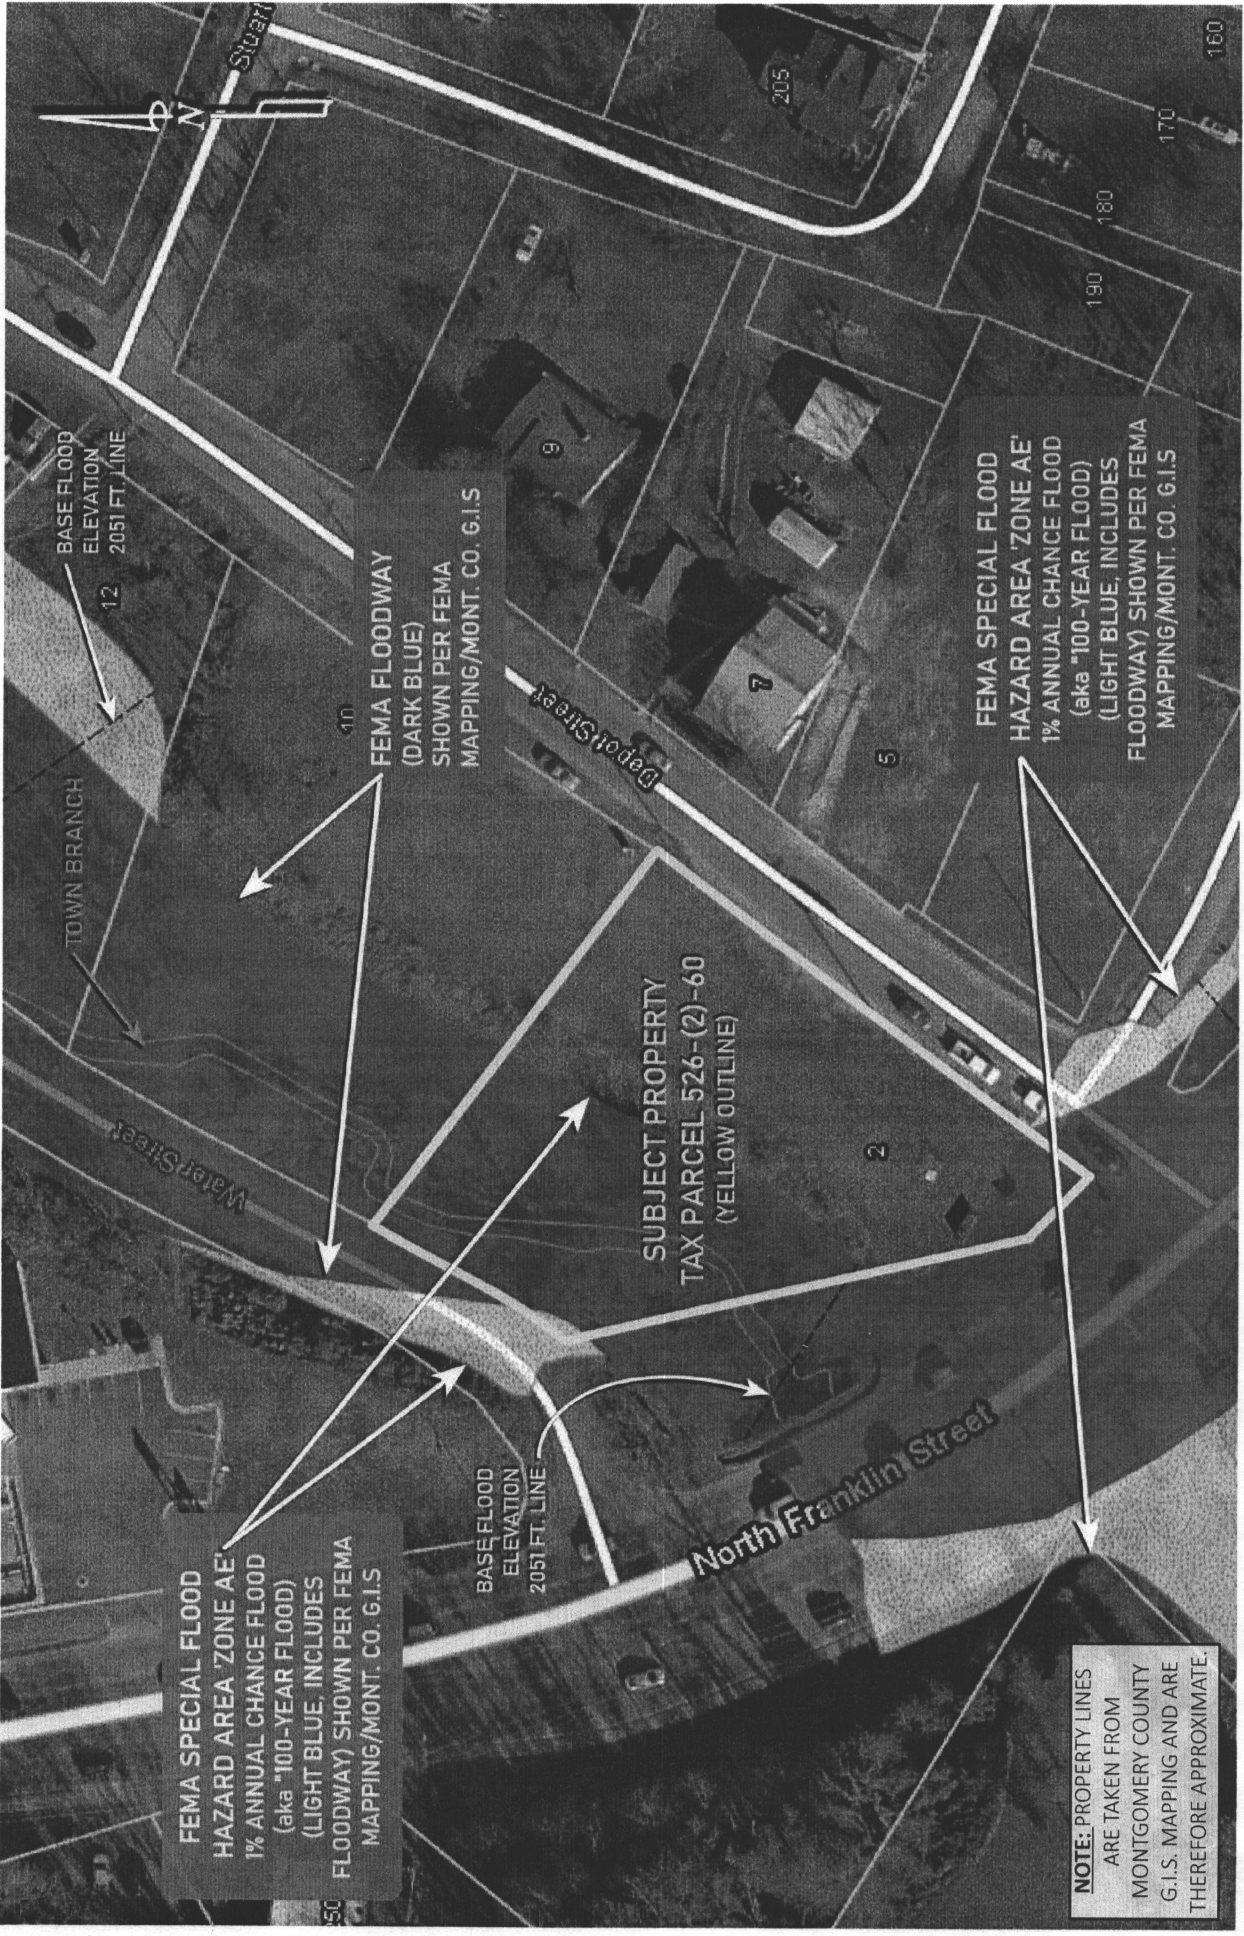 FEMA SPECIAL FLOOD
HAZARD AREA 'ZONE AE'
1% ANNUAL CHANCE FLOOD
(aka "100-YEAR FLOOD)
(LIGHT BLUE, INCLUDES
FLOODWAY) SHOWN PER FEMA
MAPPING/MONT. CO. G.I.S
Water Street
TOWN BRANCH
BASE FLOOD
ELEVATION
2051 FT. LINE
12
Stuart
N
10
FEMA FLOODWAY
(DARK BLUE)
SHOWN PER FEMA
MAPPING/MONT. CO. G.I.S
BASE FLOOD
ELEVATION
2051 FT. LINE
9
Depot Street
205
SUBJECT PROPERTY
TAX PARCEL 526-(2)-60
(YELLOW OUTLINE)
7
North Franklin Street
2
5
FEMA SPECIAL FLOOD
HAZARD AREA 'ZONE AE'
1% ANNUAL CHANCE FLOOD
(aka "100-YEAR FLOOD)
(LIGHT BLUE, INCLUDES
FLOODWAY) SHOWN PER FEMA
MAPPING/MONT. CO. G.I.S
190
180
170
160
NOTE: PROPERTY LINES
ARE TAKEN FROM
MONTGOMERY COUNTY
G.I.S. MAPPING AND ARE
THEREFORE APPROXIMATE.